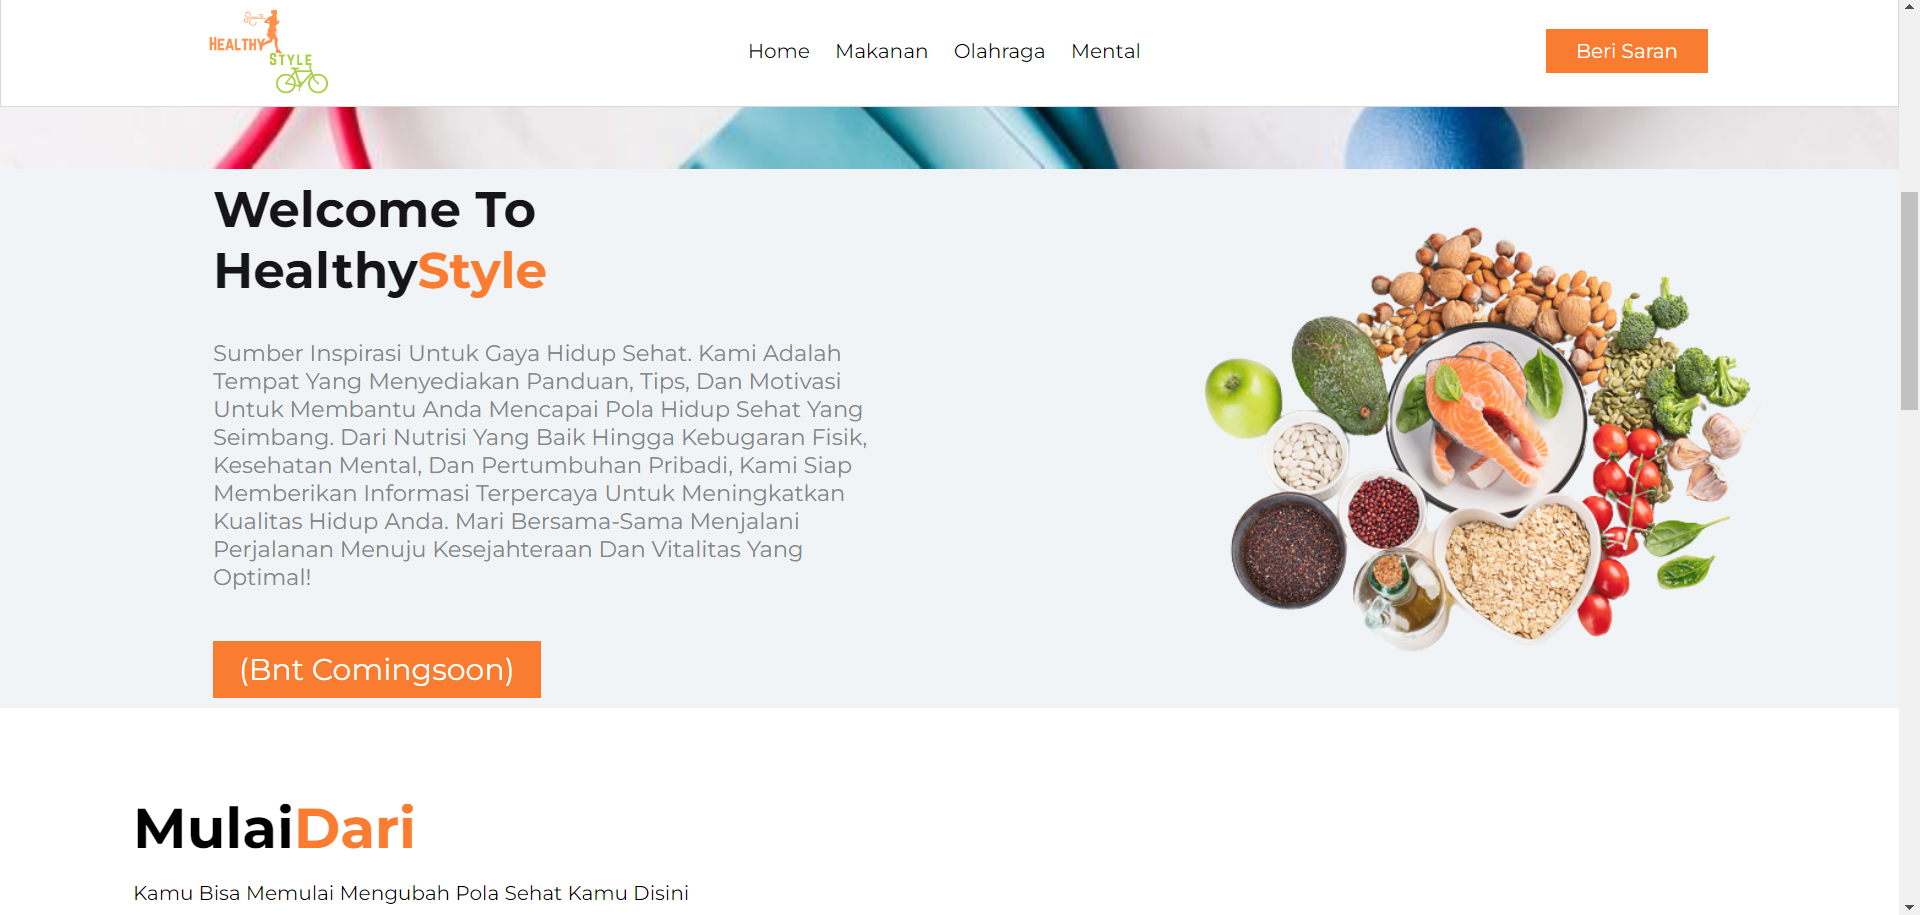 HEALTHY
STYLE
Home Makanan Olahraga Mental
Beri Saran
Welcome To
HealthyStyle
Sumber Inspirasi Untuk Gaya Hidup Sehat. Kami Adalah
Tempat Yang Menyediakan Panduan, Tips, Dan Motivasi
Untuk Membantu Anda Mencapai Pola Hidup Sehat Yang
Seimbang. Dari Nutrisi Yang Baik Hingga Kebugaran Fisik,
Kesehatan Mental, Dan Pertumbuhan Pribadi, Kami Siap
Memberikan Informasi Terpercaya Untuk Meningkatkan
Kualitas Hidup Anda. Mari Bersama-Sama Menjalani
Perjalanan Menuju Kesejahteraan Dan Vitalitas Yang
Optimal!
(Bnt Comingsoon)
MulaiDari
Kamu Bisa Memulai Mengubah Pola Sehat Kamu Disini